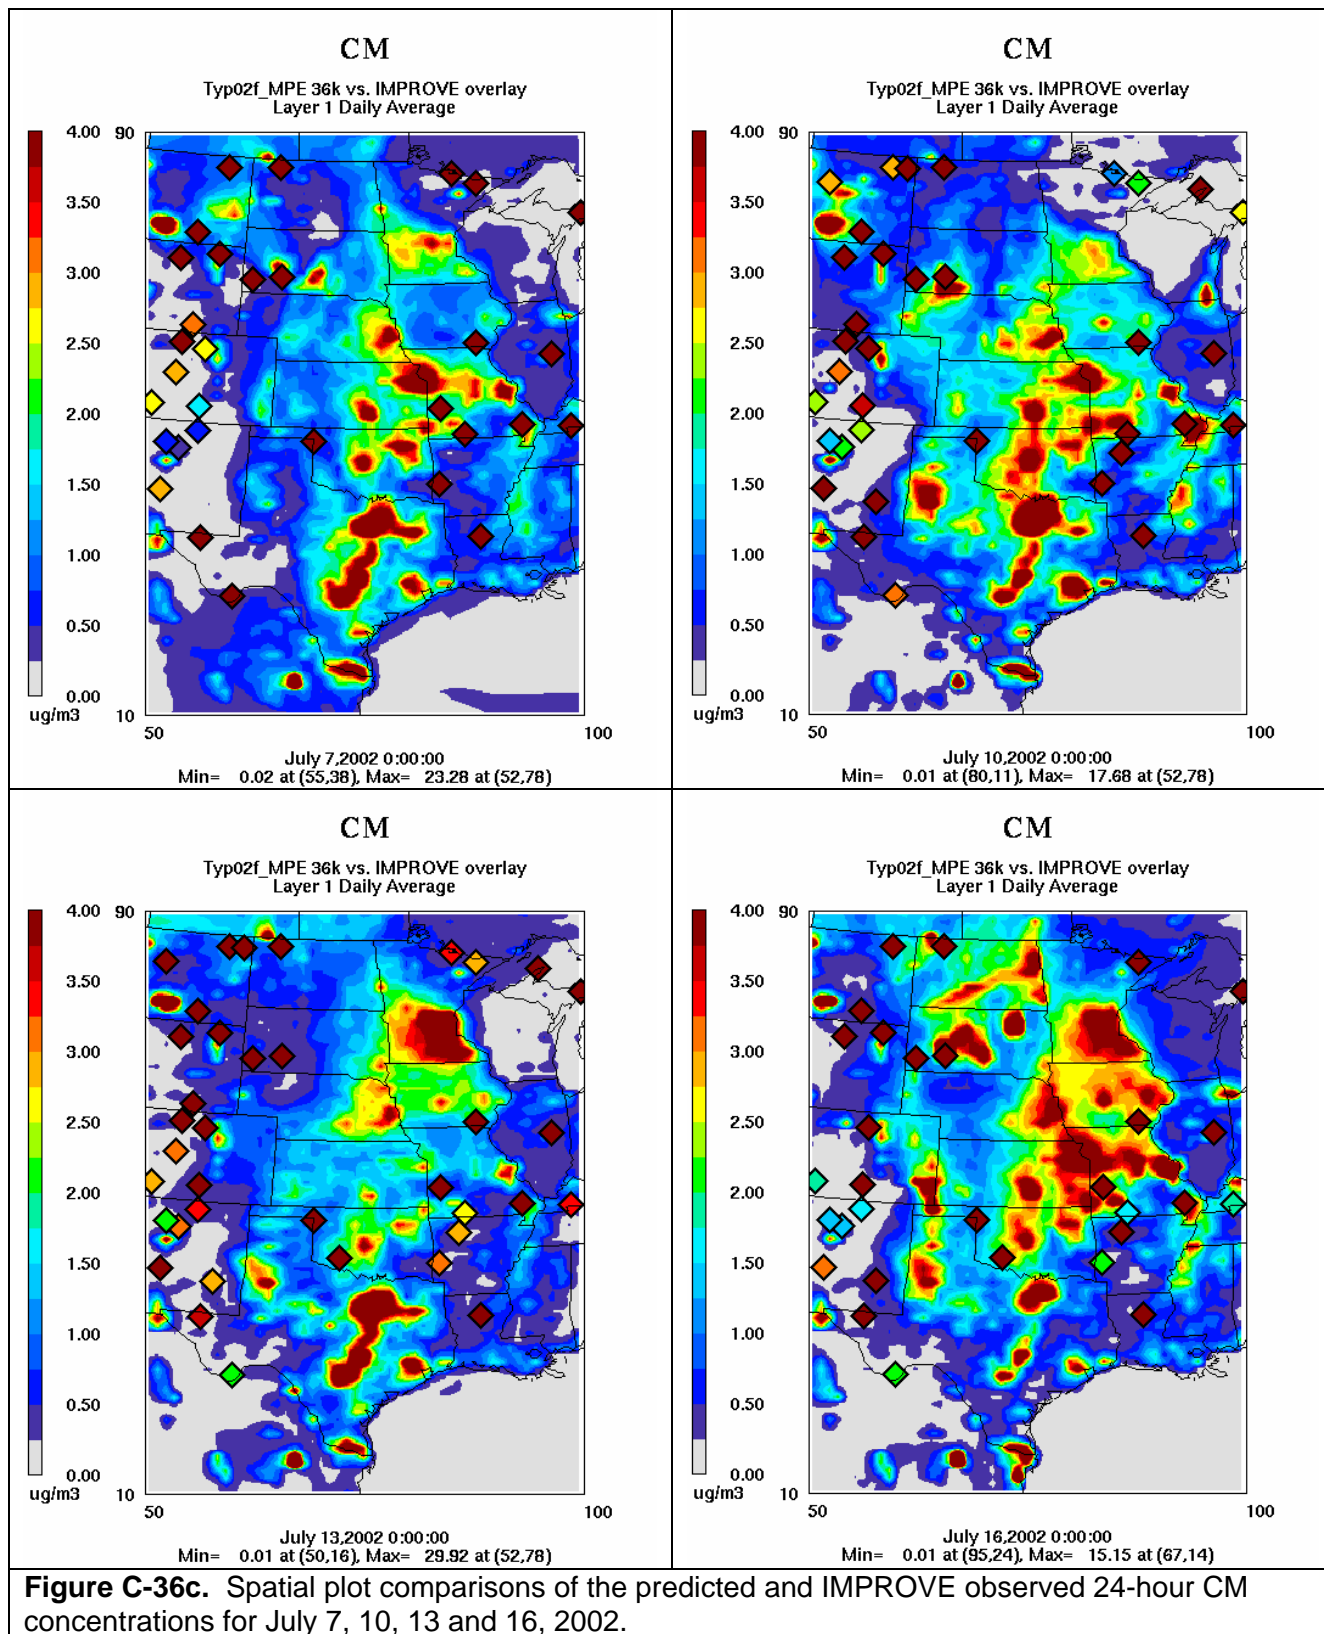 CM
Typ02f_MPE 36k vs. IMPROVE overlay
Layer 1 Daily Average
4.00
3.50
3.00
2.50
2.00
1.50
1.00
0.50
0.00
ug/m3
90
10
50
100
July 7,2002 0:00:00
Min= 0.02 at (55,38), Max= 23.28 at (52,78)
CM
Typ02f_MPE 36k vs. IMPROVE overlay
Layer 1 Daily Average
4.00
3.50
3.00
2.50
2.00
1.50
1.00
0.50
0.00
ug/m3
90
10
50
100
July 10,2002 0:00:00
Min= 0.01 at (80,11), Max= 17.68 at (52,78)
CM
Typ02f_MPE 36k vs. IMPROVE overlay
Layer 1 Daily Average
4.00
3.50
3.00
2.50
2.00
1.50
1.00
0.50
0.00
ug/m3
90
10
50
100
July 13,2002 0:00:00
Min= 0.01 at (50,16), Max= 29.92 at (52,78)
CM
Typ02f_MPE 36k vs. IMPROVE overlay
Layer 1 Daily Average
4.00
3.50
3.00
2.50
2.00
1.50
1.00
0.50
0.00
ug/m3
90
10
50
100
July 16,2002 0:00:00
Min= 0.01 at (95,24), Max= 15.15 at (67,14)
Figure C-36c. Spatial plot comparisons of the predicted and IMPROVE observed 24-hour CM
concentrations for July 7, 10, 13 and 16, 2002.